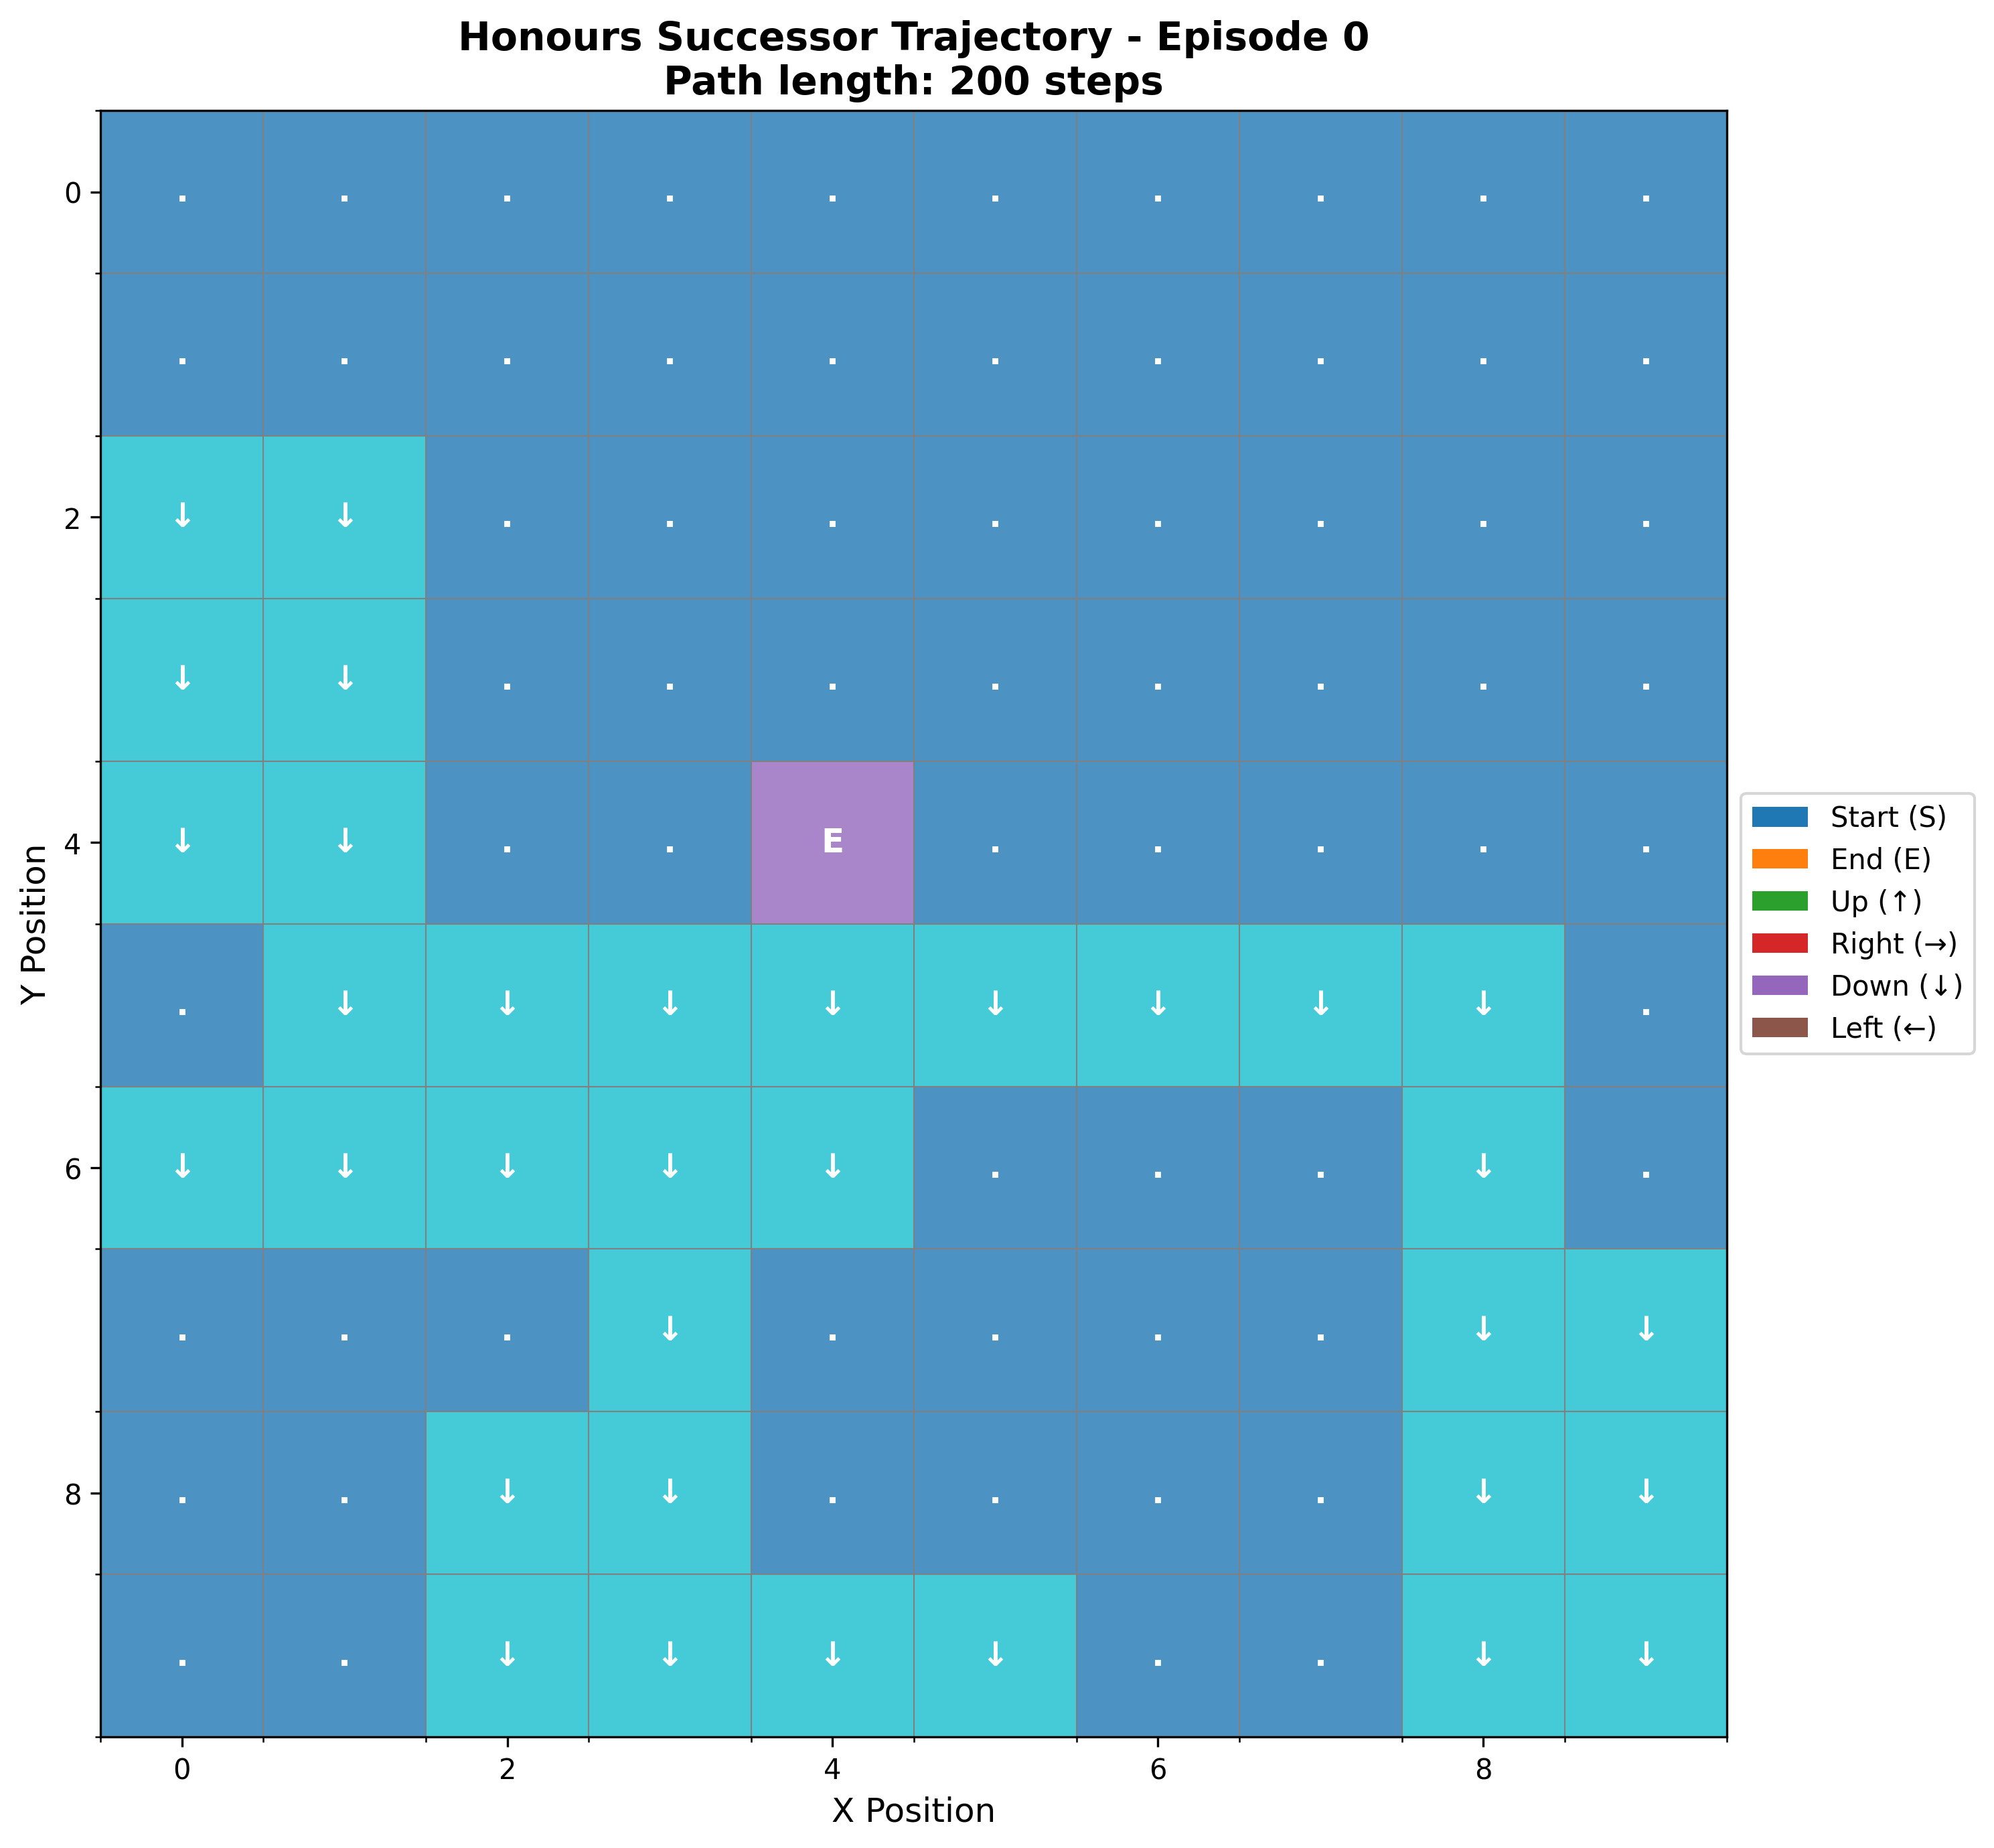 Honours Successor Trajectory - Episode 0
Path length: 200 steps
0 . . . . . . . . . .
. . . . . . . . . .
2 ↓ ↓ . . . . . . . .
↓ ↓ . . . . . . . .
4 ↓ ↓ . . E . . . . .
. ↓ ↓ ↓ ↓ ↓ ↓ ↓ ↓ .
6 ↓ ↓ ↓ ↓ ↓ . . . ↓ .
. . . ↓ . . . . ↓ ↓
8 . . ↓ ↓ . . . . ↓ ↓
. . ↓ ↓ ↓ ↓ . . ↓ ↓
0 2 4 6 8
X Position
Y Position
Start (S)
End (E)
Up (↑)
Right (→)
Down (↓)
Left (←)